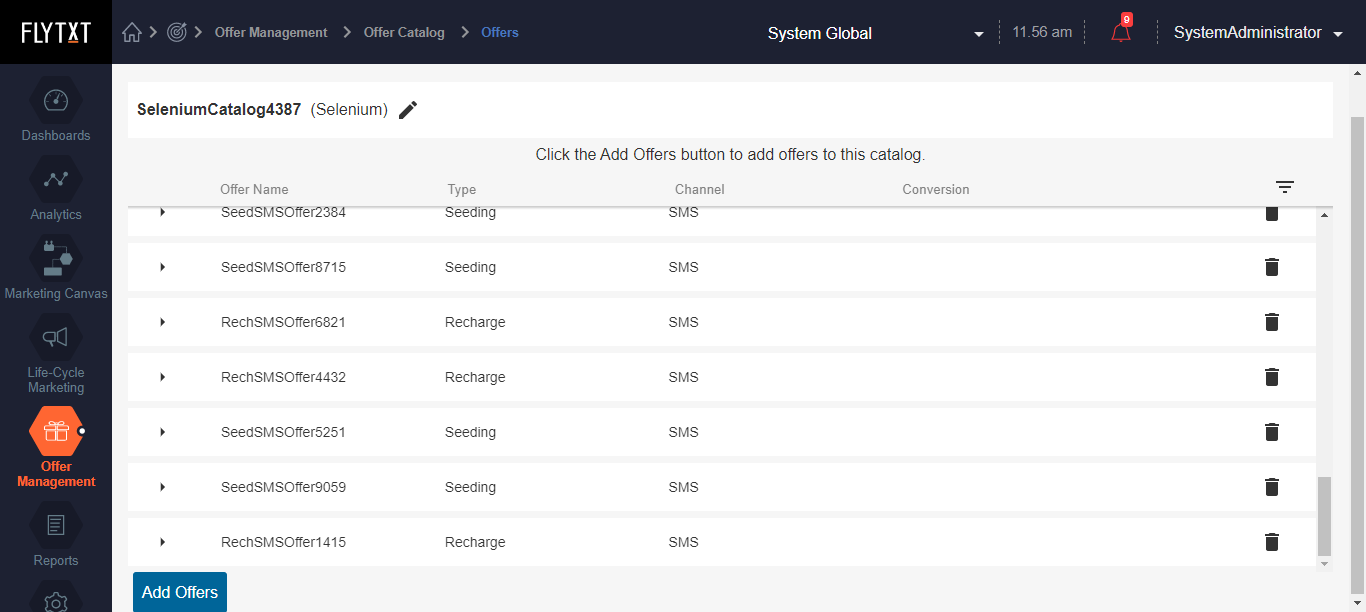 FLYTXT
Offer Management
Offer Catalog
Offers
System Global
11.56 am
9
SystemAdministrator
Dashboards
Analytics
Marketing Canvas
Life-Cycle
Marketing
Offer
Management
Reports
SeleniumCatalog4387 (Selenium)
Click the Add Offers button to add offers to this catalog.
Offer Name Type Channel Conversion
SeedSMSOffer2384 Seeding SMS
SeedSMSOffer8715 Seeding SMS
RechSMSOffer6821 Recharge SMS
RechSMSOffer4432 Recharge SMS
SeedSMSOffer5251 Seeding SMS
SeedSMSOffer9059 Seeding SMS
RechSMSOffer1415 Recharge SMS
Add Offers